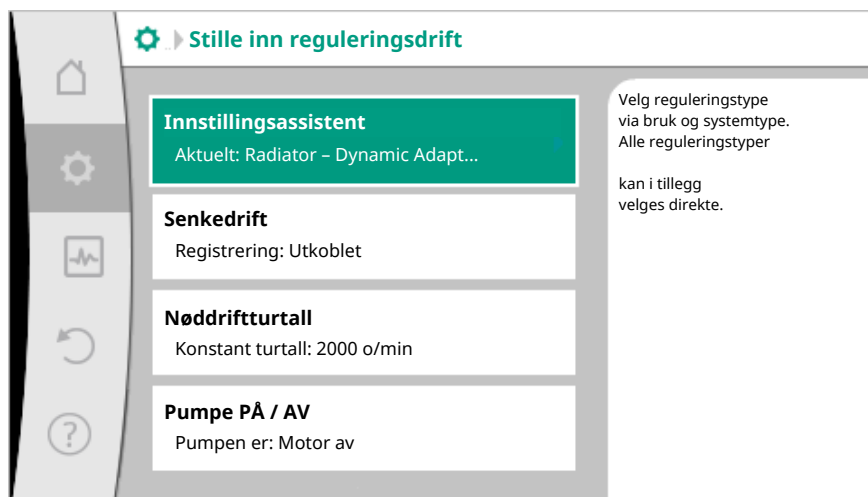 Stille inn reguleringsdrift
Innstillingsassistent
Aktuelt: Radiator – Dynamic Adapt...
Senkedrift
Registrering: Utkoblet
Nøddriftturtall
Konstant turtall: 2000 o/min
Pumpe PÅ / AV
Pumpen er: Motor av
Velg reguleringstype
via bruk og systemtype.
Alle reguleringstyper
kan i tillegg
velges direkte.